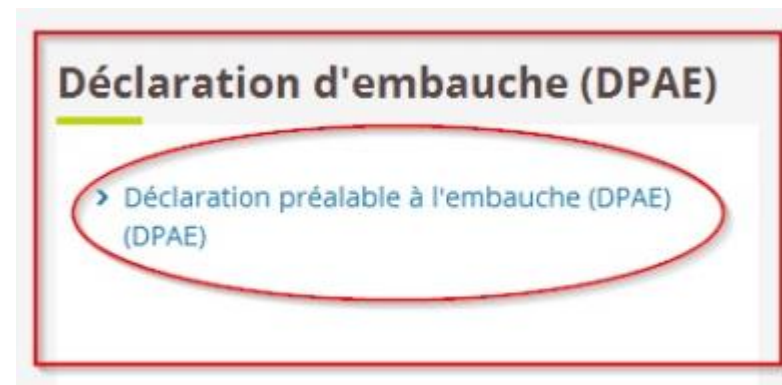 Déclaration d'embauche (DPAE)
> Déclaration préalable à l'embauche (DPAE)
(DPAE)